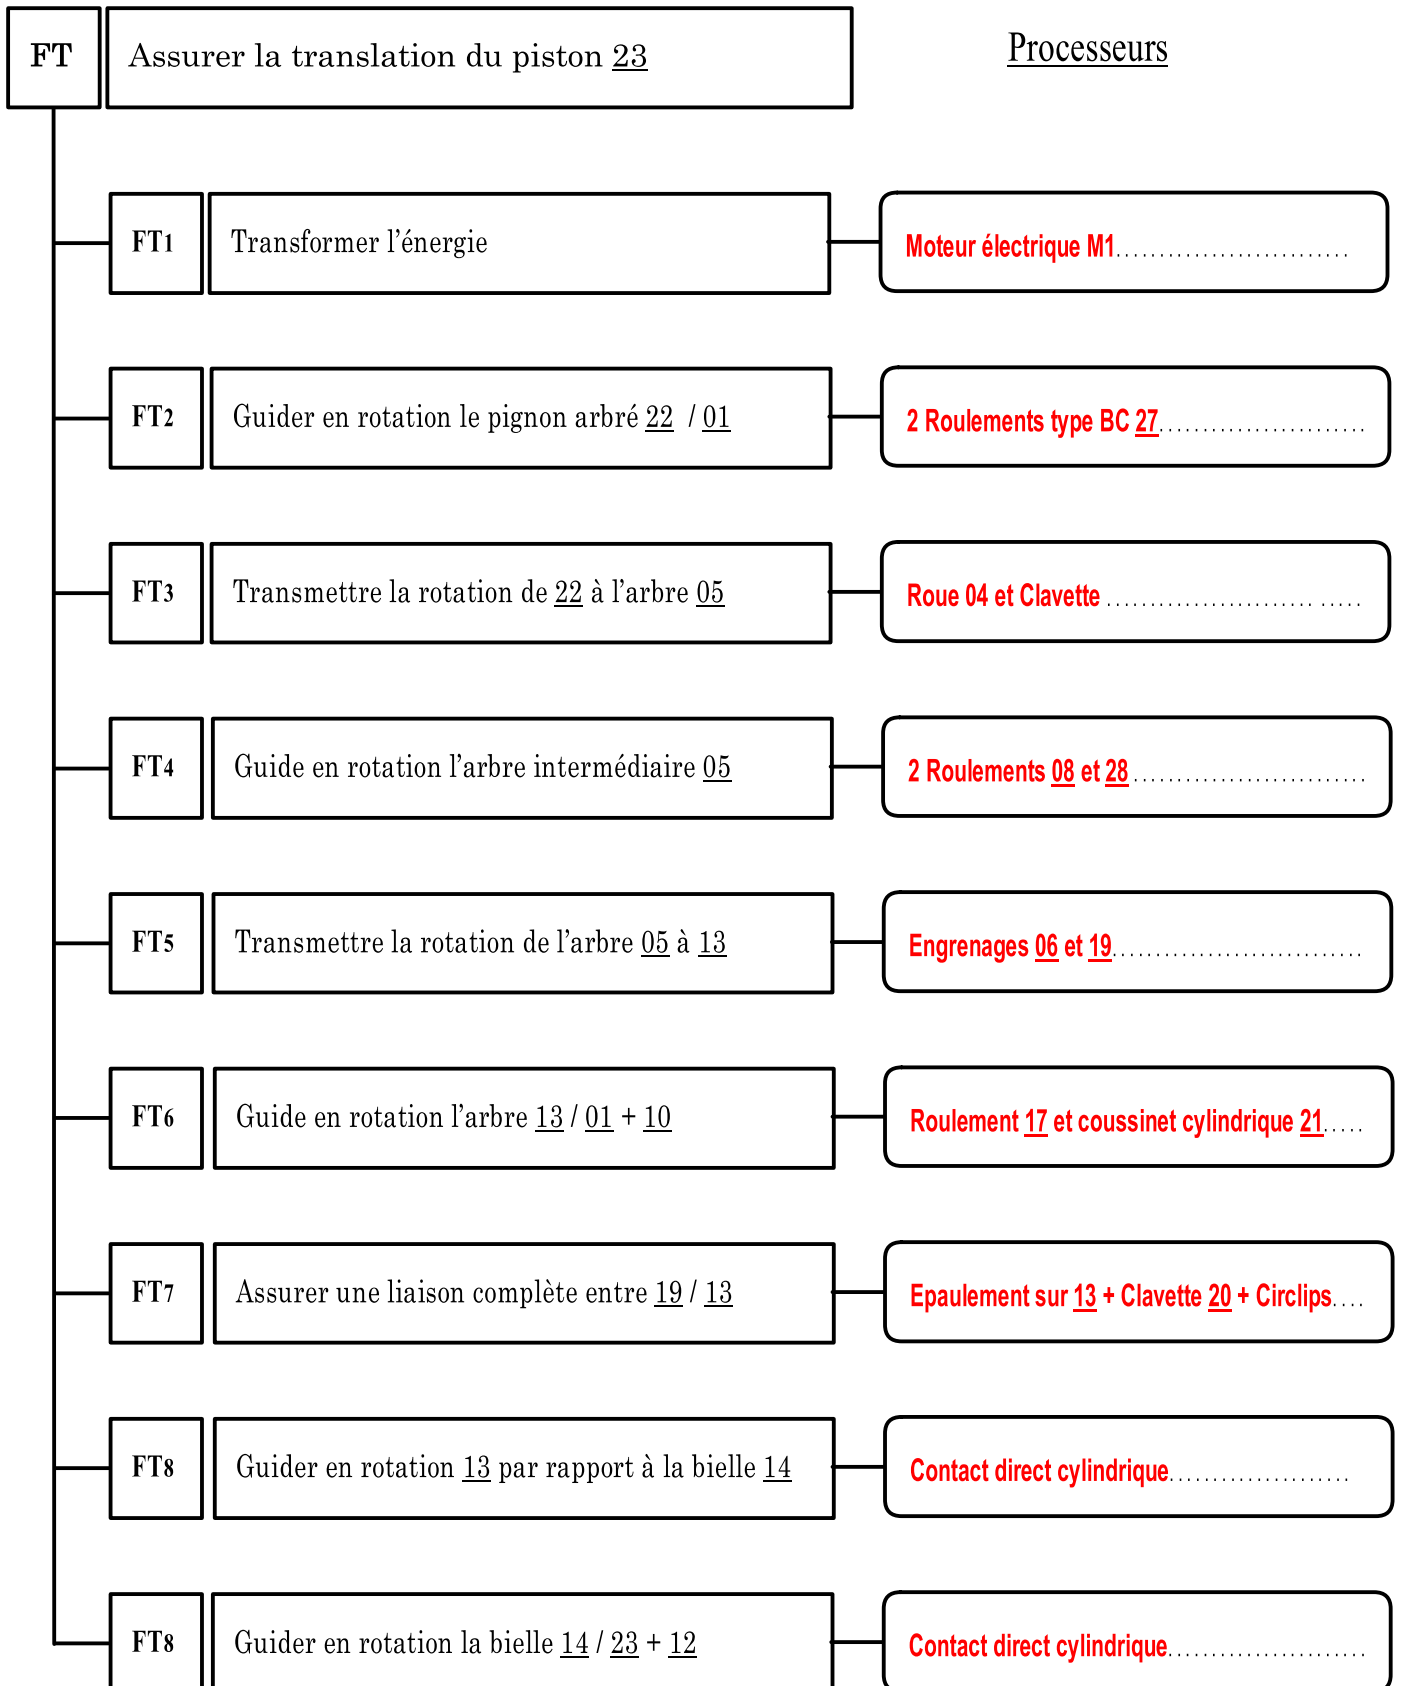 FT Assurer la translation du piston 23 Processeurs
FT1 Transformer l'énergie Moteur électrique M1...........................
FT2 Guider en rotation le pignon arbré 22 / 01 2 Roulements type BC 27........................
FT3 Transmettre la rotation de 22 à l'arbre 05 Roue 04 et Clavette ........................ .....
FT4 Guide en rotation l'arbre intermédiaire 05 2 Roulements 08 et 28 ...........................
FT5 Transmettre la rotation de l'arbre 05 à 13 Engrenages 06 et 19.............................
FT6 Guide en rotation l'arbre 13 / 01 + 10 Roulement 17 et coussinet cylindrique 21.....
FT7 Assurer une liaison complète entre 19 / 13 Epaulement sur 13 + Clavette 20 + Circlips....
FT8 Guider en rotation 13 par rapport à la bielle 14 Contact direct cylindrique.....................
FT8 Guider en rotation la bielle 14 / 23 + 12 Contact direct cylindrique.......................